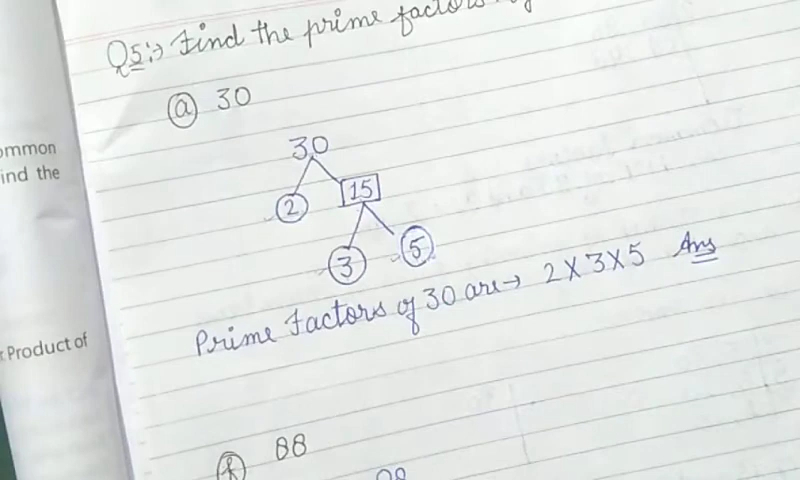 ommon
ind the
Product of
Q5:→ Find the prime factors
(a) 30
30
2 15
3 5
Prime Factors of 30 are → 2×3×5 Ans
88